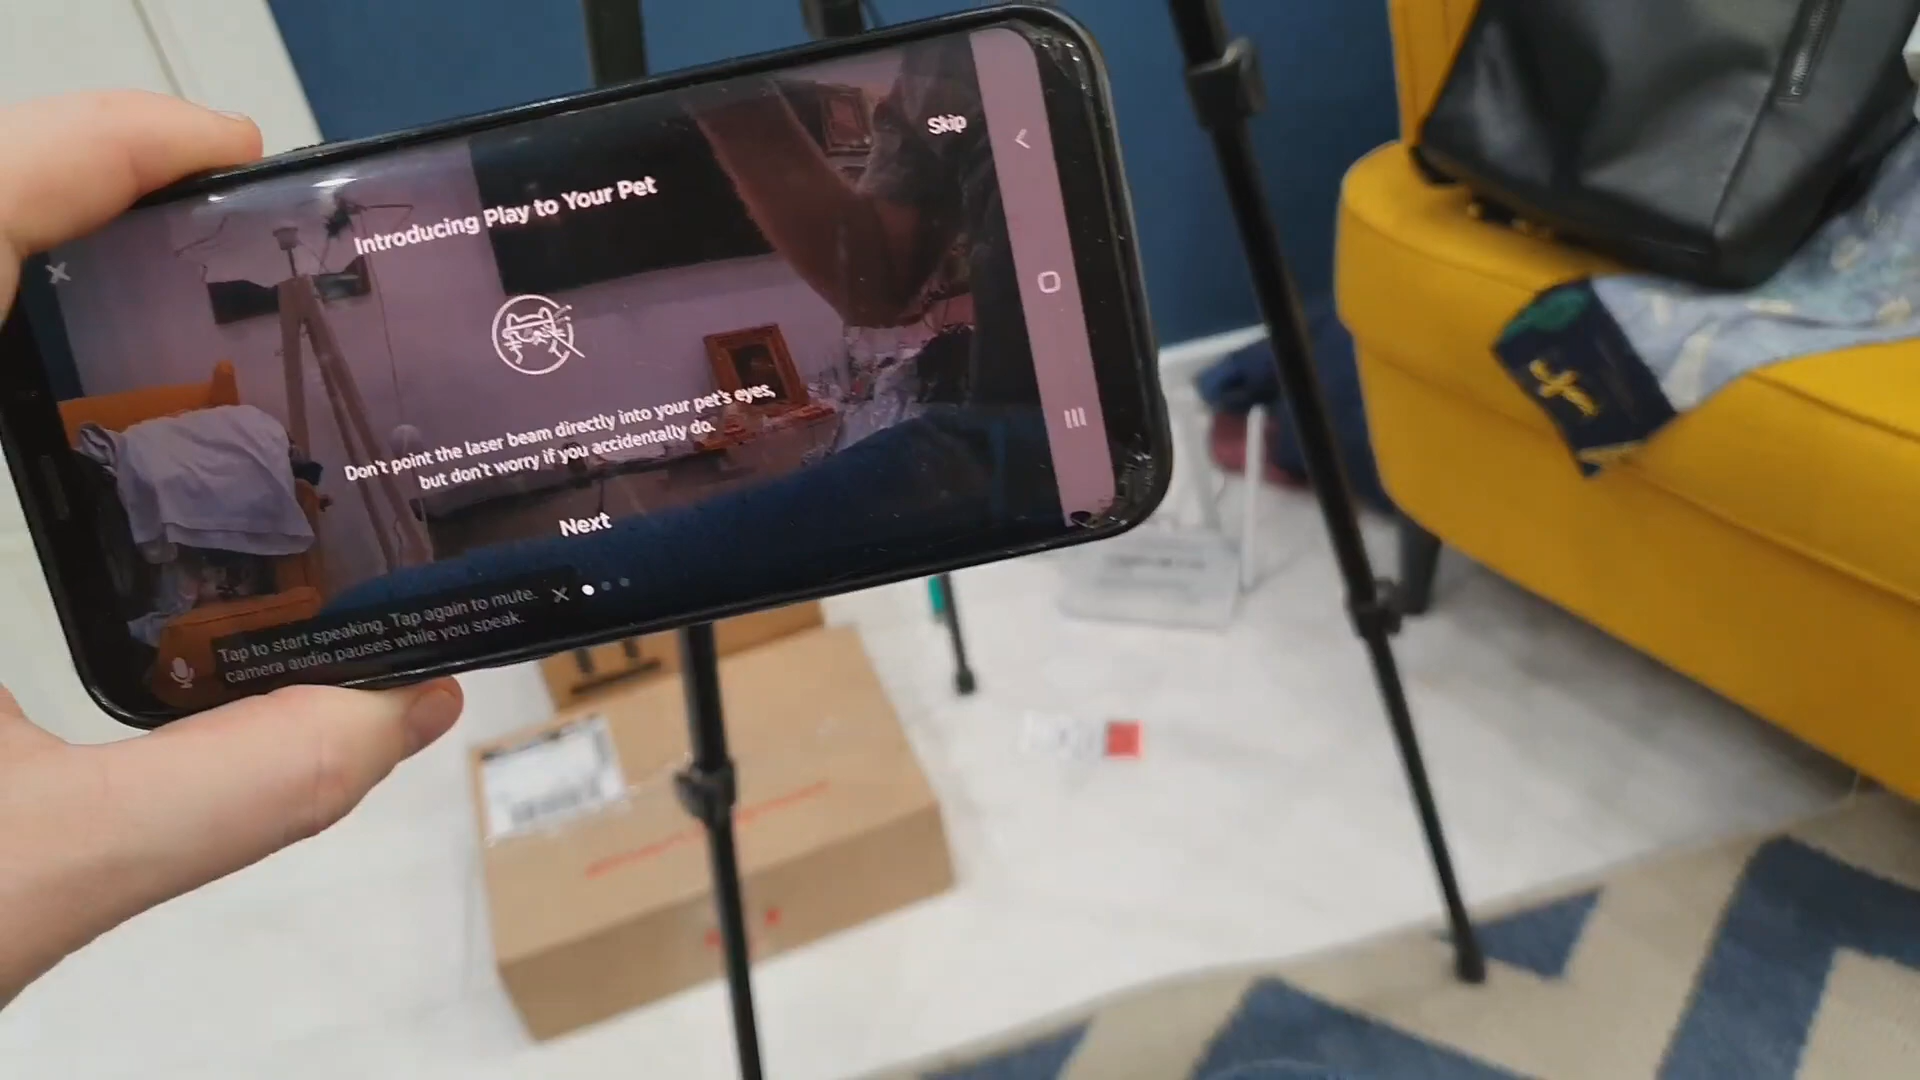 Skip
Introducing Play to Your Pet
Don't point the laser beam directly into your pet's eyes,
but don't worry if you accidentally do.
Next
Tap to start speaking. Tap again to mute.
camera audio pauses while you speak.